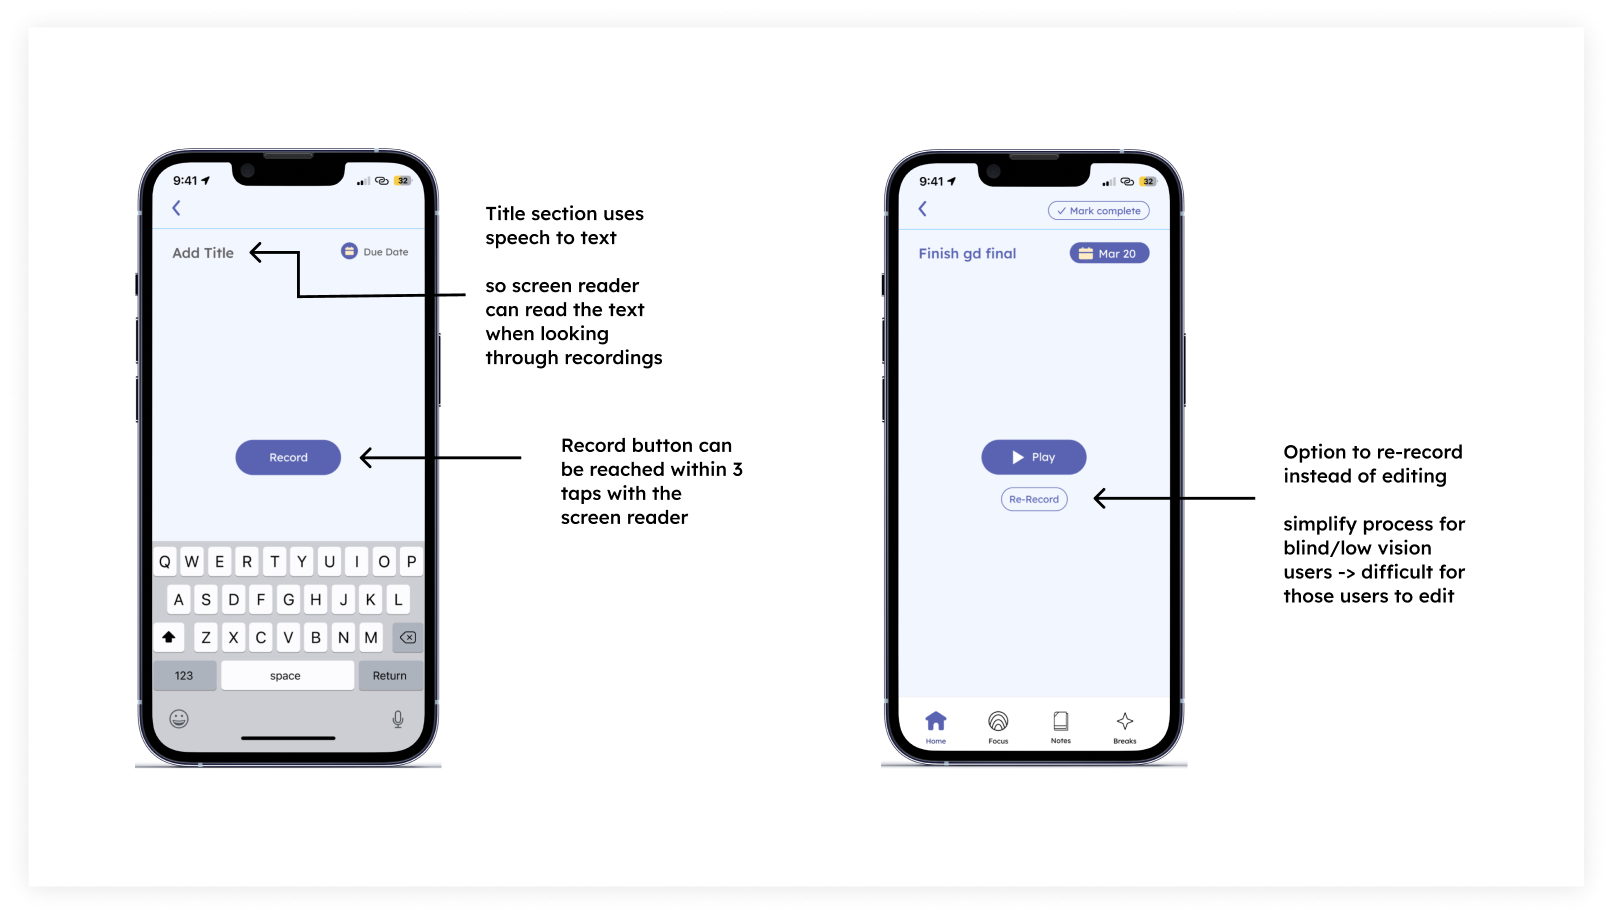 9:41
32
Add Title
Due Date
Record
Q W E R T Y U I O P
A S D F G H J K L
Z X C V B N M
123 space Return
Title section uses
speech to text
so screen reader
can read the text
when looking
through recordings
Record button can
be reached within 3
taps with the
screen reader
9:41
32
Mark complete
Finish gd final
Mar 20
Play
Re-Record
Home Focus Notes Breaks
Option to re-record
instead of editing
simplify process for
blind/low vision
users -> difficult for
those users to edit